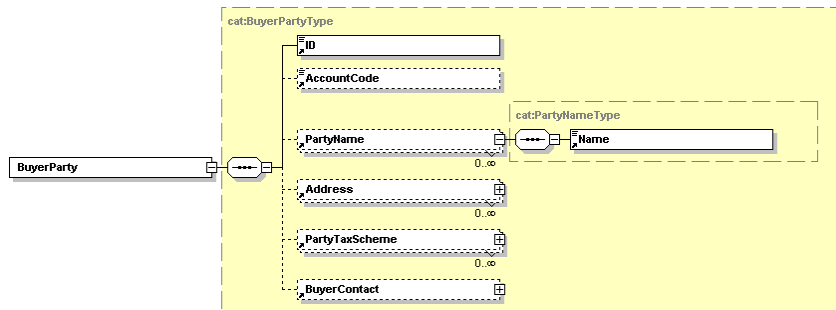 cat:BuyerPartyType
ID
AccountCode
cat:PartyNameType
PartyName
Name
0..∞
BuyerParty
Address
0..∞
PartyTaxScheme
0..∞
BuyerContact